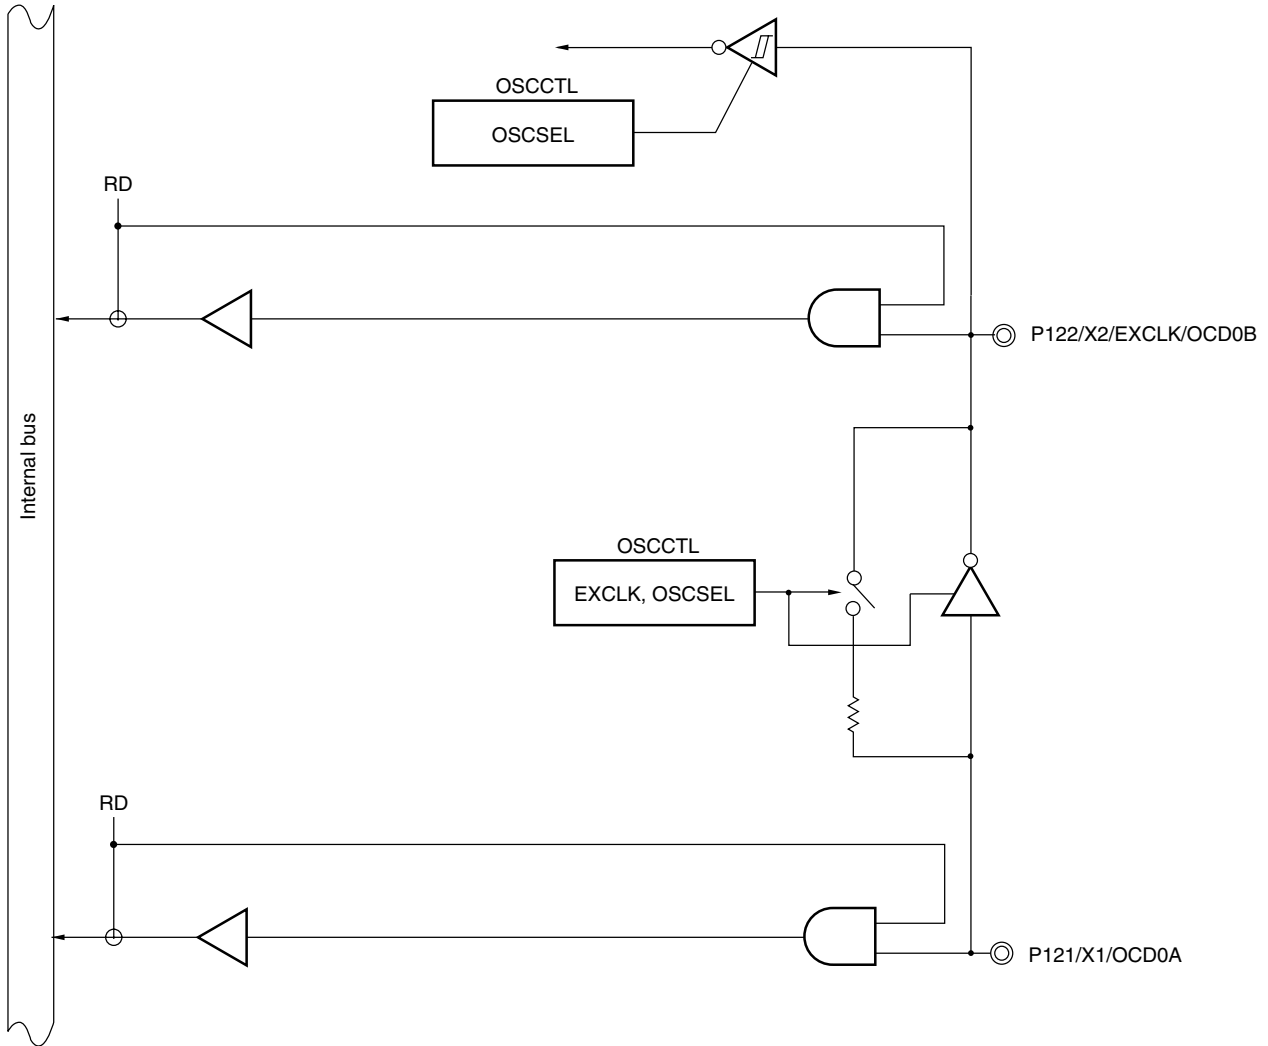 OSCCTL
OSCSEL
RD
P122/X2/EXCLK/OCD0B
Internal bus
OSCCTL
EXCLK, OSCSEL
RD
P121/X1/OCD0A